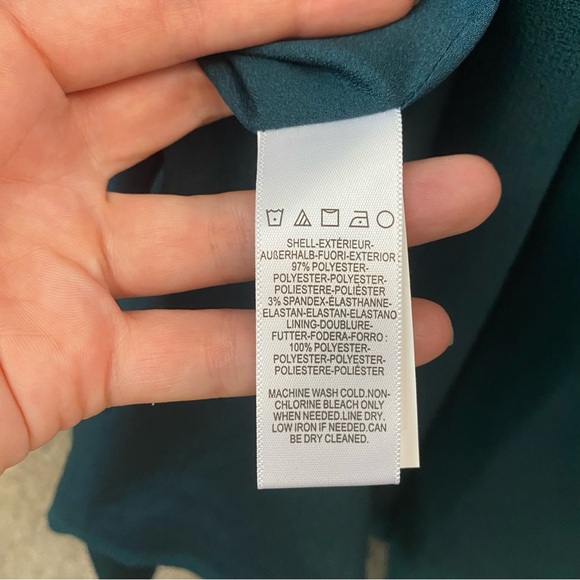 SHELL-EXTÉRIEUR-
AUßERHALB-FUORI-EXTERIOR:
97% POLYESTER-
POLYESTER-POLYESTER-
POLIESTERE-POLIÉSTER
3% SPANDEX-ÉLASTHANNE-
ELASTAN-ELASTAN-ELASTANO
LINING-DOUBLURE-
FUTTER-FODERA-FORRO :
100% POLYESTER-
POLYESTER-POLYESTER-
POLIESTERE-POLIÉSTER
MACHINE WASH COLD.NON-
CHLORINE BLEACH ONLY
WHEN NEEDED.LINE DRY.
LOW IRON IF NEEDED.CAN
BE DRY CLEANED.